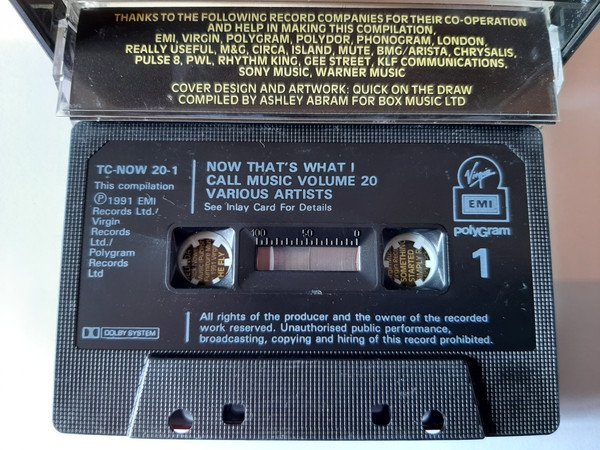 THANKS TO THE FOLLOWING RECORD COMPANIES FOR THEIR CO-OPERATION
AND HELP IN MAKING THIS COMPILATION.
EMI, VIRGIN, POLYGRAM, POLYDOR, PHONOGRAM, LONDON,
REALLY USEFUL, M&G, CIRCA, ISLAND, MUTE, BMG/ARISTA, CHRYSALIS,
PULSE 8, PWL, RHYTHM KING, GEE STREET, KLF COMMUNICATIONS,
SONY MUSIC, WARNER MUSIC
COVER DESIGN AND ARTWORK: QUICK ON THE DRAW
COMPILED BY ASHLEY ABRAM FOR BOX MUSIC LTD
TC-NOW 20-1
This compilation
Ⓟ1991 EMI
Records Ltd./
Virgin
Records
Ltd./
Polygram
Records
Ltd
NOW THAT'S WHAT I
CALL MUSIC VOLUME 20
VARIOUS ARTISTS
See Inlay Card For Details
Virgin
EMI
polyGram
1
100 50 0
THE FLY
SOMETHING
STARTED
DOLBY SYSTEM
All rights of the producer and the owner of the recorded
work reserved. Unauthorised public performance,
broadcasting, copying and hiring of this record prohibited.